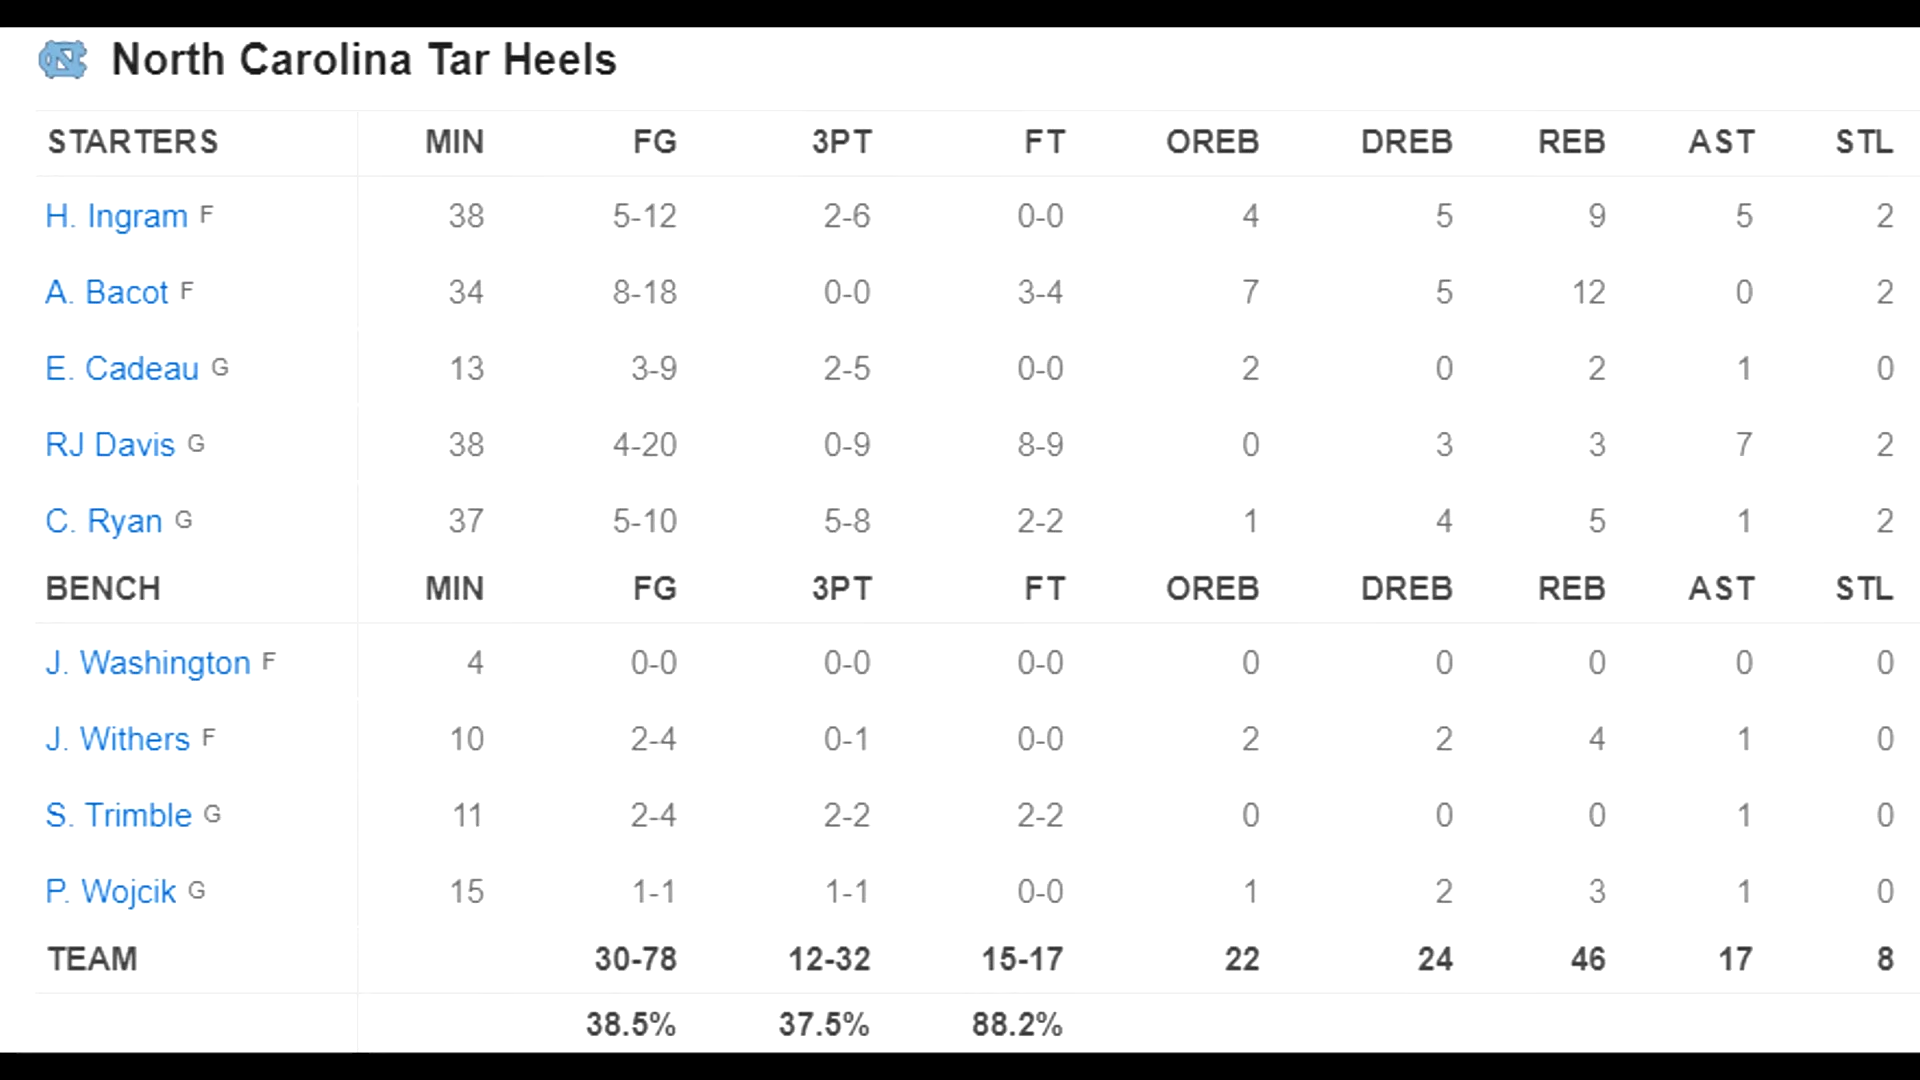 North Carolina Tar Heels
STARTERS MIN FG 3PT FT OREB DREB REB AST STL
H. Ingram F 38 5-12 2-6 0-0 4 5 9 5 2
A. Bacot F 34 8-18 0-0 3-4 7 5 12 0 2
E. Cadeau G 13 3-9 2-5 0-0 2 0 2 1 0
RJ Davis G 38 4-20 0-9 8-9 0 3 3 7 2
C. Ryan G 37 5-10 5-8 2-2 1 4 5 1 2
BENCH MIN FG 3PT FT OREB DREB REB AST STL
J. Washington F 4 0-0 0-0 0-0 0 0 0 0 0
J. Withers F 10 2-4 0-1 0-0 2 2 4 1 0
S. Trimble G 11 2-4 2-2 2-2 0 0 0 1 0
P. Wojcik G 15 1-1 1-1 0-0 1 2 3 1 0
TEAM 30-78 12-32 15-17 22 24 46 17 8
38.5% 37.5% 88.2%